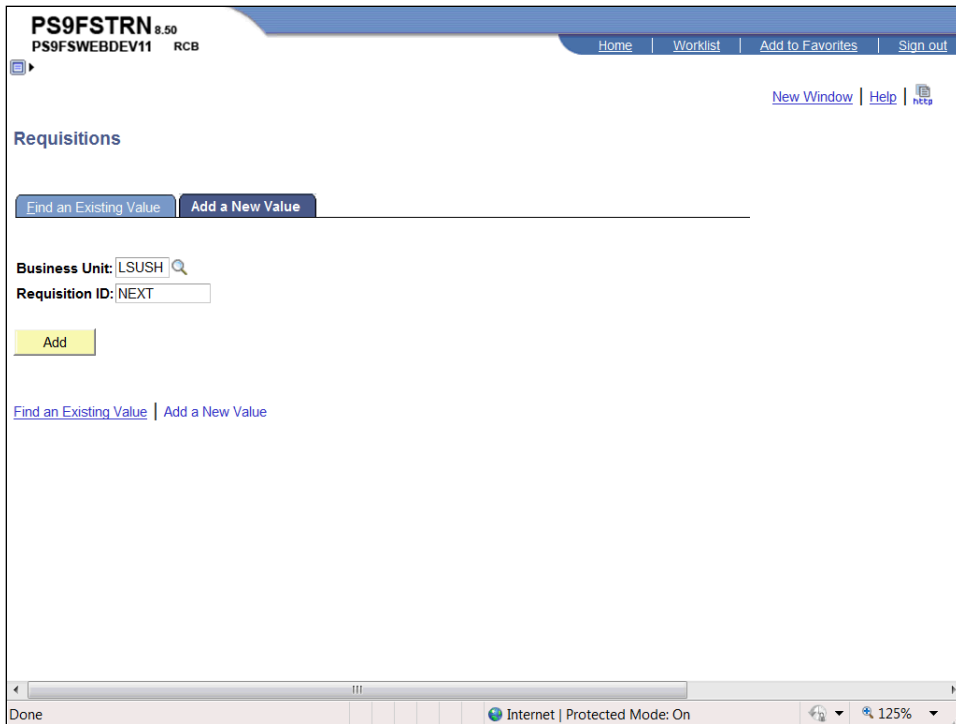 PS9FSTRN 8.50
PS9FSWEBDEV11 RCB
Home | Worklist | Add to Favorites | Sign out
New Window | Help | http
Requisitions
Find an Existing Value Add a New Value
Business Unit: LSUSH
Requisition ID: NEXT
Add
Find an Existing Value | Add a New Value
Done Internet | Protected Mode: On 125%